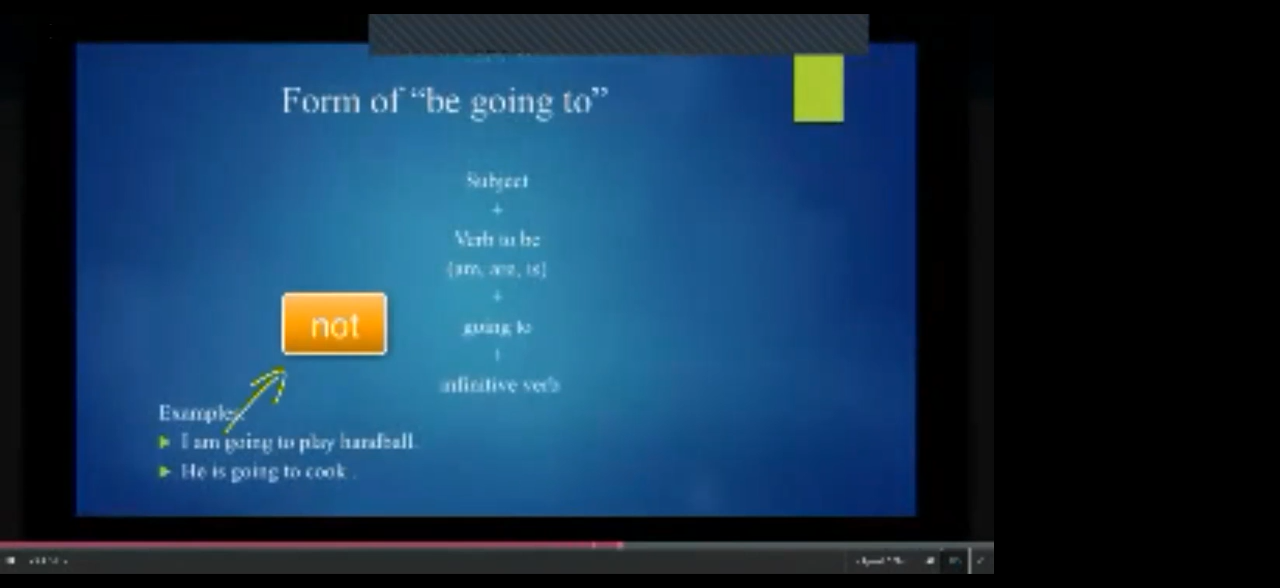 Form of “be going to”
Subject
+
Verb to be
(am, are, is)
+
not
going to
+
infinitive verb
Examples:
I am going to play handball.
He is going to cook .